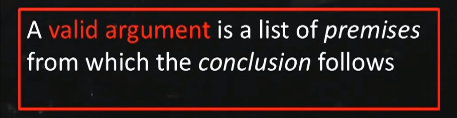 A valid argument is a list of premises
from which the conclusion follows